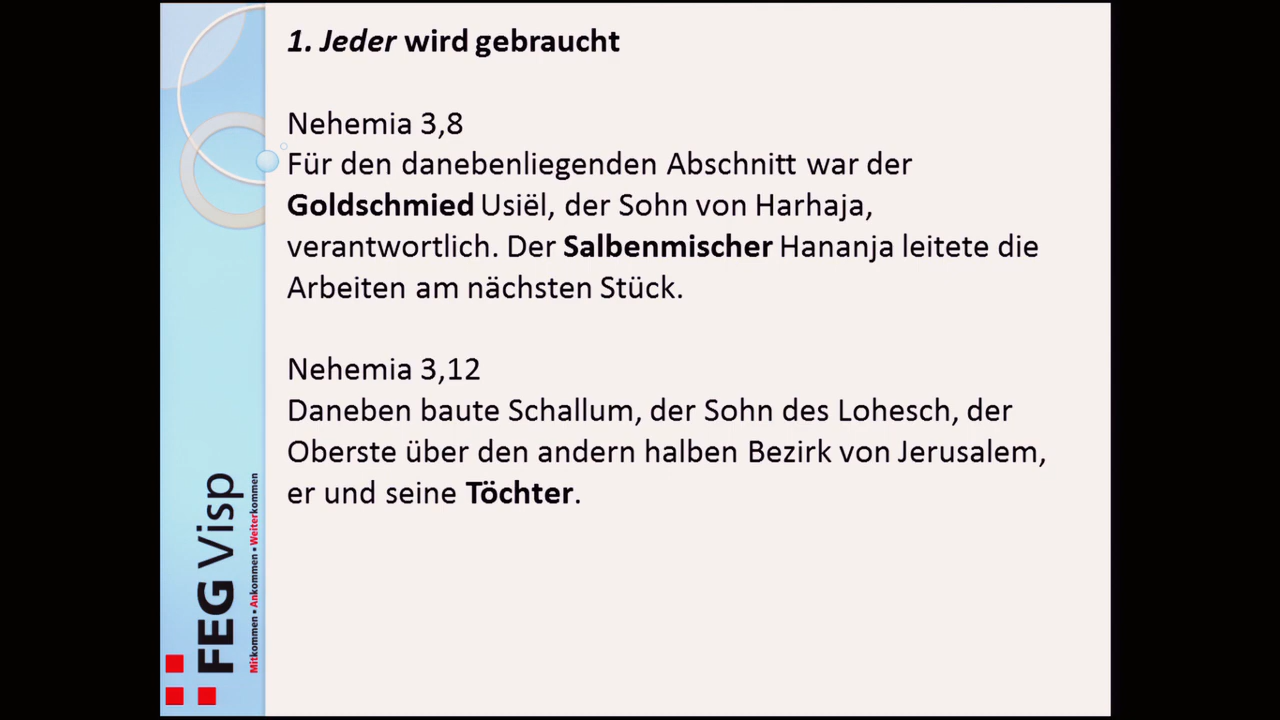 1. Jeder wird gebraucht
Nehemia 3,8
Für den danebenliegenden Abschnitt war der
Goldschmied Usiël, der Sohn von Harhaja,
verantwortlich. Der Salbenmischer Hananja leitete die
Arbeiten am nächsten Stück.
Nehemia 3,12
Daneben baute Schallum, der Sohn des Lohesch, der
Oberste über den andern halben Bezirk von Jerusalem,
er und seine Töchter.
FEG Visp
Mitkommen • Ankommen • Weiterkommen